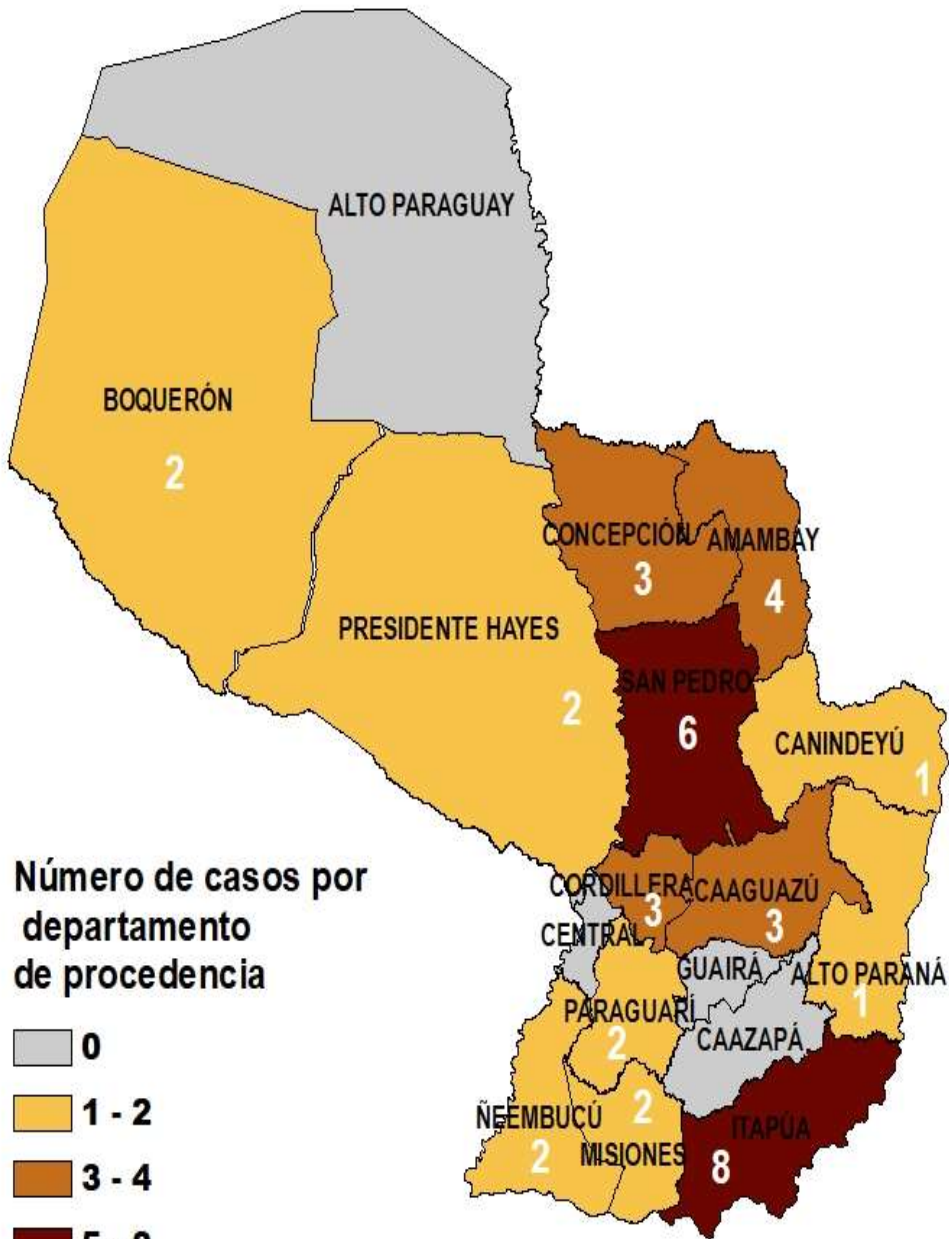 ALTO PARAGUAY
BOQUERÓN
2
CONCEPCIÓN
3
AMAMBAY
4
PRESIDENTE HAYES
2
SAN PEDRO
6
CANINDEYÚ
1
CORDILLERA
3
CAAGUAZÚ
3
CENTRAL
GUAIRÁ
ALTO PARANÁ
1
PARAGUARÍ
2
CAAZAPÁ
ÑEEMBUCÚ
2
2
MISIONES
ITAPÚA
8
Número de casos por
departamento
de procedencia
0
1 - 2
3 - 4